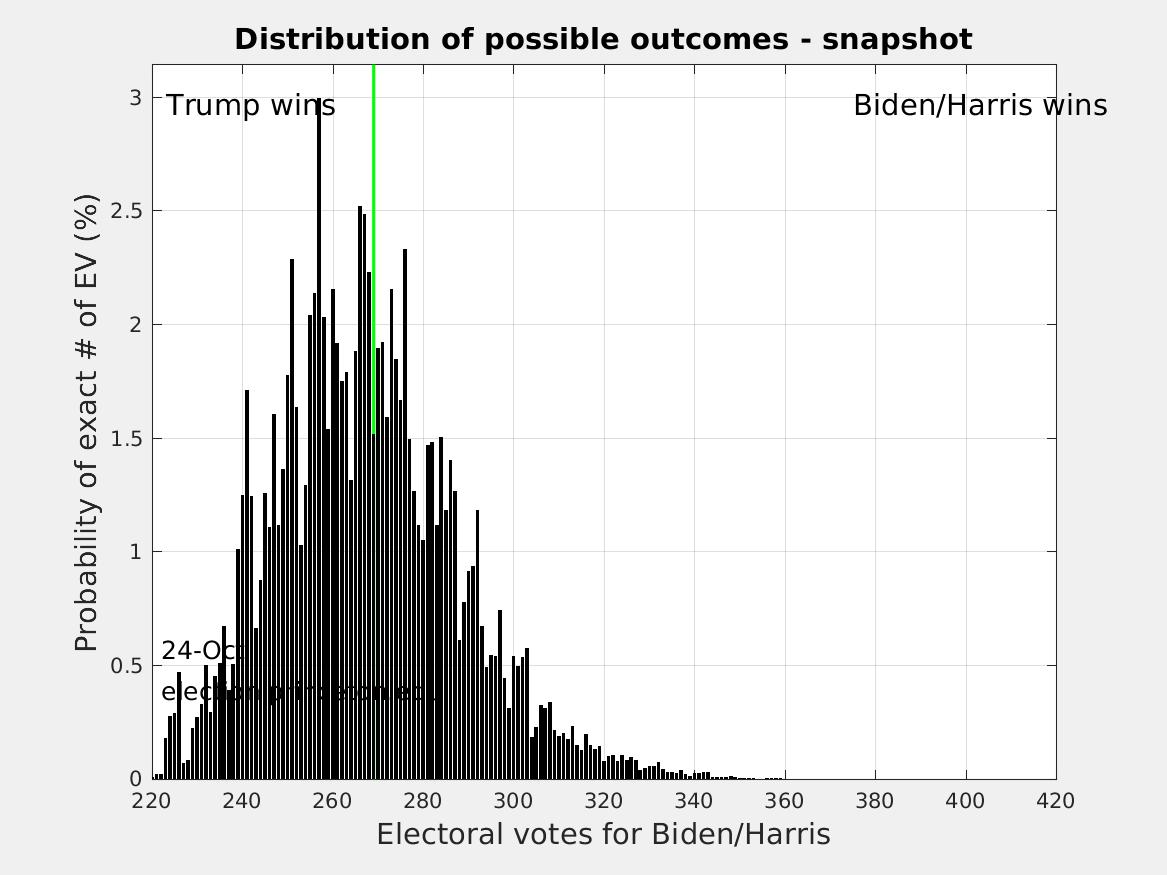 Distribution of possible outcomes - snapshot
Trump wins
Biden/Harris wins
3
2.5
2
1.5
1
0.5
0
Probability of exact # of EV (%)
24-Oct
220 240 260 280 300 320 340 360 380 400 420
Electoral votes for Biden/Harris